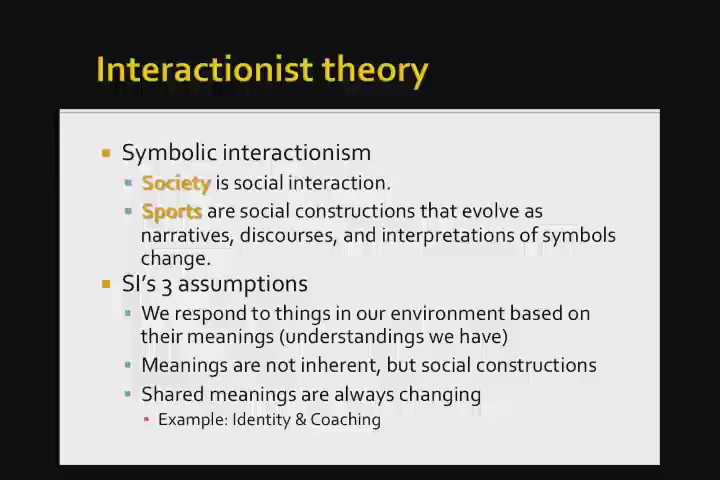 Interactionist theory
Symbolic interactionism
Society is social interaction.
Sports are social constructions that evolve as
narratives, discourses, and interpretations of symbols
change.
SI's 3 assumptions
We respond to things in our environment based on
their meanings (understandings we have)
Meanings are not inherent, but social constructions
Shared meanings are always changing
Example: Identity & Coaching